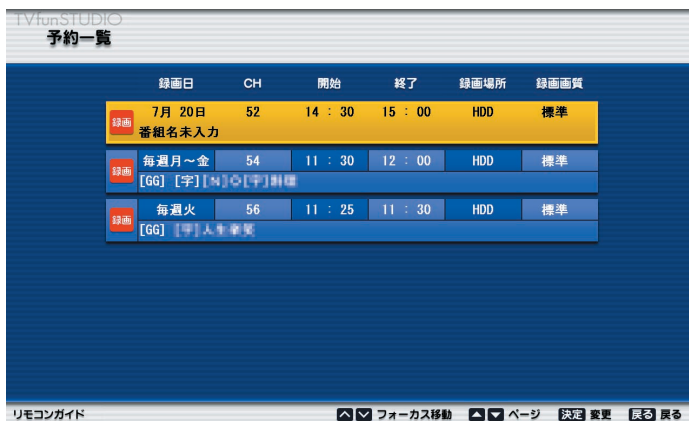 TVfunSTUDIO
予約一覧
録画日 CH 開始 終了 録画場所 録画画質
録画 7月 20日 52 14 : 30 15 : 00 HDD 標準
番組名未入力
録画 毎週月～金 54 11 : 30 12 : 00 HDD 標準
[GG] [字]
録画 毎週火 56 11 : 25 11 : 30 HDD 標準
[GG]
リモコンガイド フォーカス移動 ページ 決定 変更 戻る 戻る